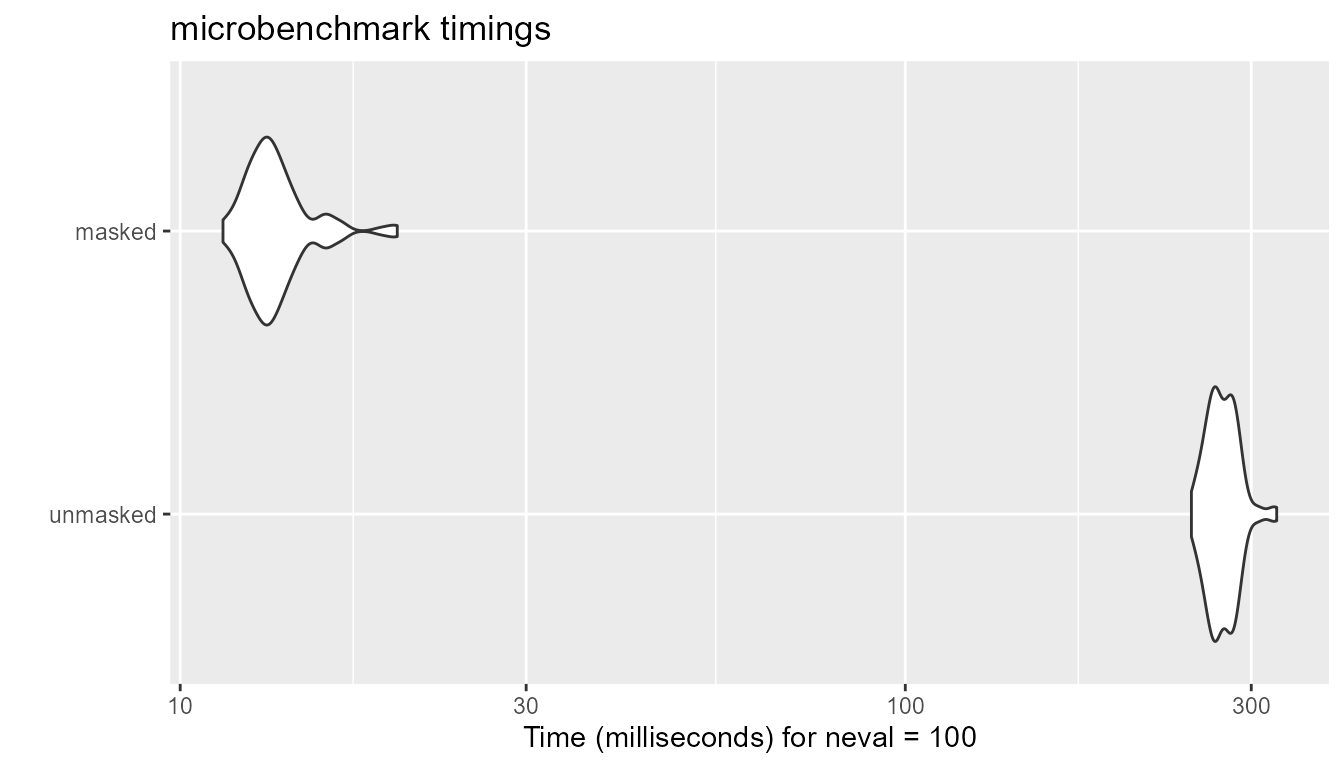 microbenchmark timings
masked
unmasked
10 30 100 300
Time (milliseconds) for neval = 100